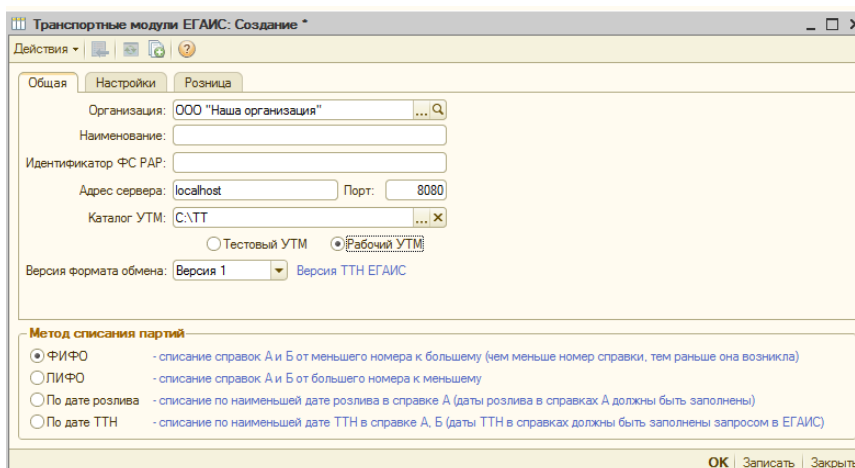 Транспортные модули ЕГАИС: Создание *
Действия
Общая Настройки Розница
Организация: ООО "Наша организация"
Наименование:
Идентификатор ФС РАР:
Адрес сервера: localhost Порт: 8080
Каталог УТМ: C:\TT
Тестовый УТМ Рабочий УТМ
Версия формата обмена: Версия 1 Версия ТТН ЕГАИС
Метод списания партий
ФИФО - списание справок А и Б от меньшего номера к большему (чем меньше номер справки, тем раньше она возникла)
ЛИФО - списание справок А и Б от большего номера к меньшему
По дате розлива - списание по наименьшей дате розлива в справке А (даты розлива в справках А должны быть заполнены)
По дате ТТН - списание по наименьшей дате ТТН в справке А, Б (даты ТТН в справках должны быть заполнены запросом в ЕГАИС)
OK Записать Закрыть